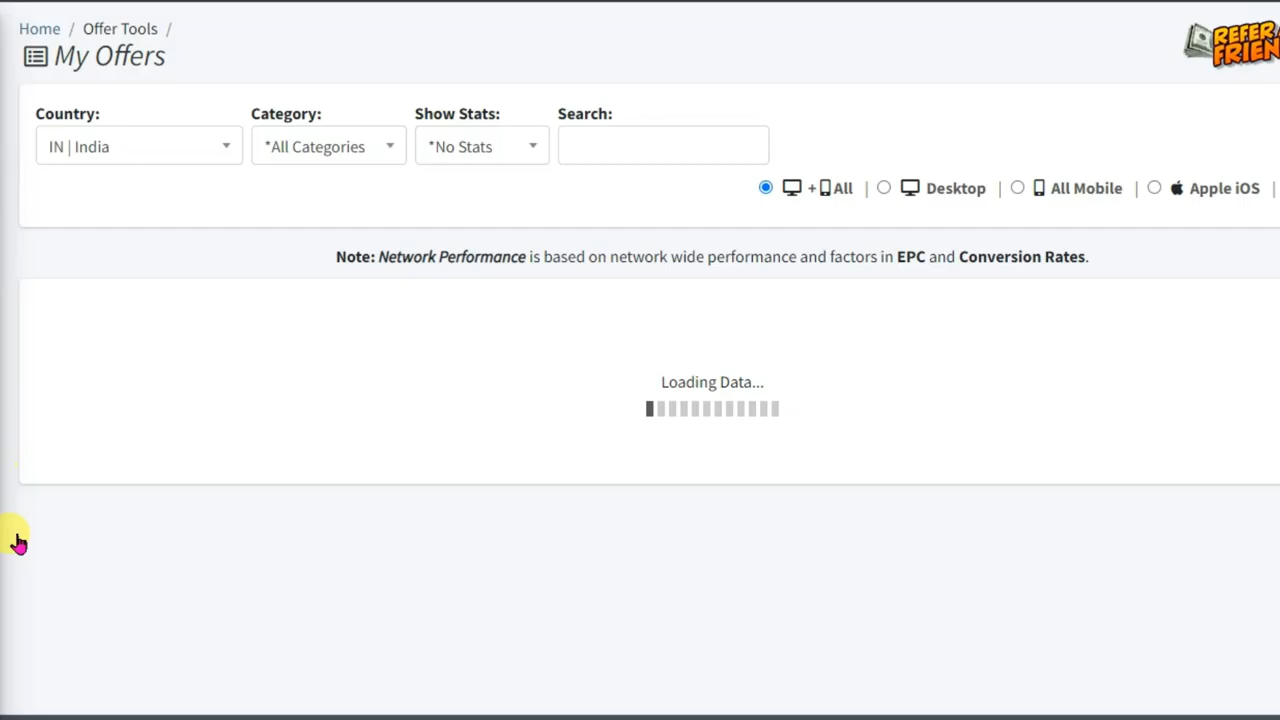 Home / Offer Tools /
My Offers
REFER A
FRIEN
Country: Category: Show Stats: Search:
IN | India *All Categories *No Stats
+ All | Desktop | All Mobile | Apple iOS |
Note: Network Performance is based on network wide performance and factors in EPC and Conversion Rates.
Loading Data...